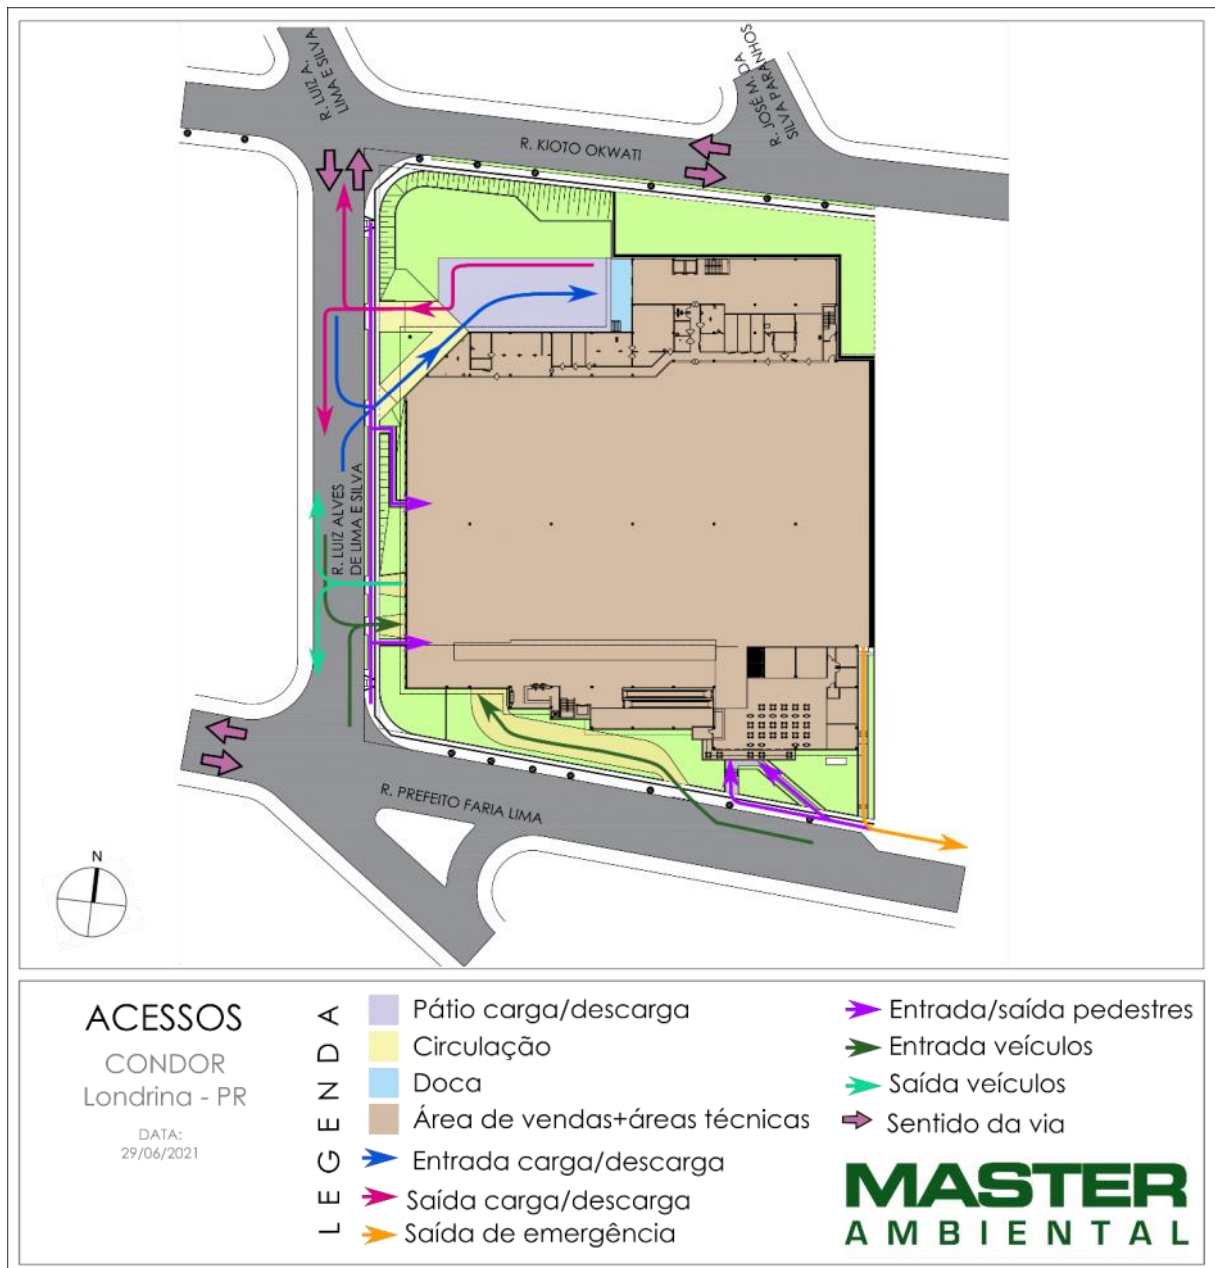 R. LUIZ A.
LIMA E SILVA
R. JOSÉ M. DA
SILVA PARANHOS
R. KIOTO OKWATI
R. LUIZ ALVES
DE LIMA E SILVA
R. PREFEITO FARIA LIMA
N
ACESSOS
CONDOR
Londrina - PR
DATA:
29/06/2021
LEGENDA
Pátio carga/descarga
Circulação
Doca
Área de vendas+áreas técnicas
Entrada carga/descarga
Saída carga/descarga
Saída de emergência
Entrada/saída pedestres
Entrada veículos
Saída veículos
Sentido da via
MASTER
AMBIENTAL